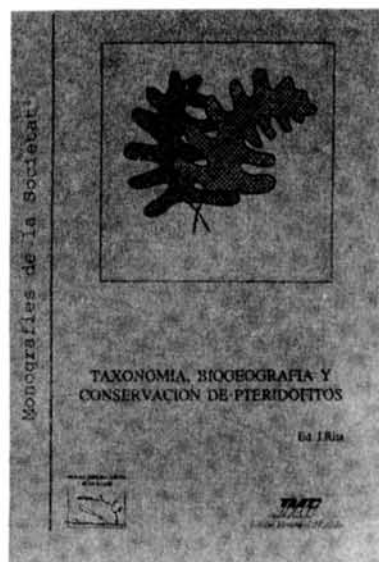 Monografies de la Societat
TAXONOMIA, BIOGEOGRAFIA Y
CONSERVACION DE PTERIDOFITOS
Ed. J.Rita